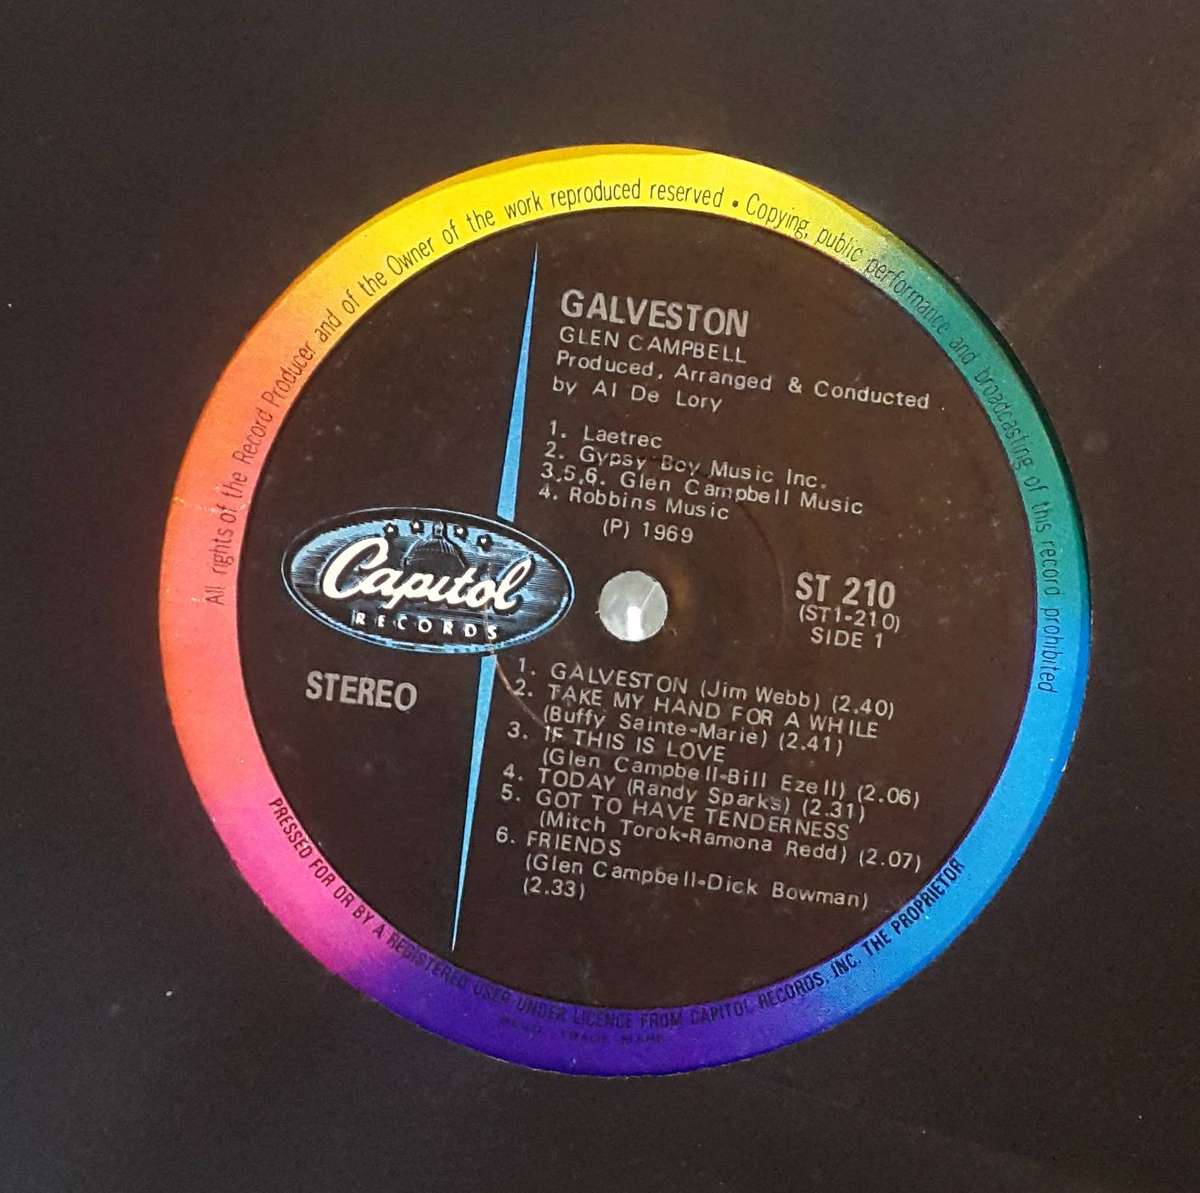 All rights of the Record Producer and of the Owner of the work reproduced reserved • Copying, public performance and broadcasting of this record prohibited
GALVESTON
GLEN CAMPBELL
Produced, Arranged & Conducted
by Al De Lory
1. Laetrec
2. Gypsy Boy Music Inc.
3,5,6. Glen Campbell Music
4. Robbins Music
(P) 1969
Capitol
RECORDS
STEREO
ST 210
(ST1-210)
SIDE 1
1. GALVESTON (Jim Webb) (2.40)
2. TAKE MY HAND FOR A WHILE
(Buffy Sainte-Marie) (2.41)
3. IF THIS IS LOVE
(Glen Campbell-Bill Ezell) (2.06)
4. TODAY (Randy Sparks) (2.31)
5. GOT TO HAVE TENDERNESS
(Mitch Torok-Ramona Redd) (2.07)
6. FRIENDS
(Glen Campbell-Dick Bowman)
(2.33)
PRESSED FOR OR BY A REGISTERED USER UNDER LICENCE FROM CAPITOL RECORDS, INC. THE PROPRIETOR
TRADE MARK